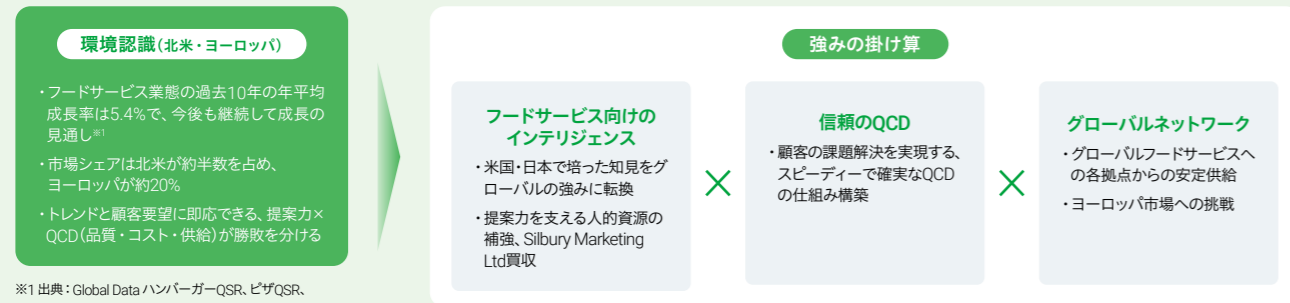 環境認識（北米・ヨーロッパ）
・フードサービス業態の過去10年の年平均
成長率は5.4%で、今後も継続して成長の
見通し※1
・市場シェアは北米が約半数を占め、
ヨーロッパが約20%
・トレンドと顧客要望に即応できる、提案力×
QCD（品質・コスト・供給）が勝敗を分ける
※1 出典：Global Data ハンバーガーQSR、ピザQSR、
強みの掛け算
フードサービス向けの
インテリジェンス
・米国・日本で培った知見をグ
ローバルの強みに転換
・提案力を支える人的資源の
補強、Silbury Marketing
Ltd買収
×
信頼のQCD
・顧客の課題解決を実現する、
スピーディーで確実なQCD
の仕組み構築
×
グローバルネットワーク
・グローバルフードサービスへ
の各拠点からの安定供給
・ヨーロッパ市場への挑戦